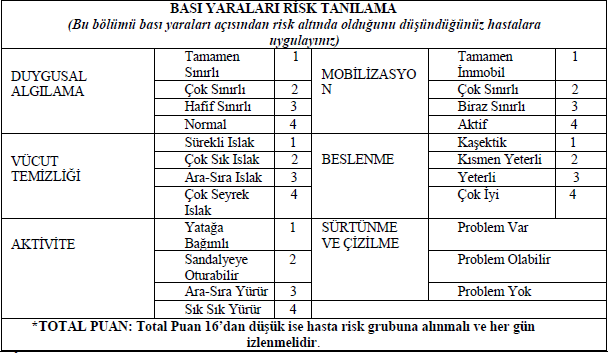 BASI YARALARI RİSK TANILAMA
(Bu bölümü bası yaraları açısından risk altında olduğunu düşündüğünüz hastalara
uygulayınız)
DUYGUSAL
ALGILAMA
Tamamen
Sınırlı
1
Çok Sınırlı
2
Hafif Sınırlı
3
Normal
4
MOBİLİZASYO
N
Tamamen
İmmobil
1
Çok Sınırlı
2
Biraz Sınırlı
3
Aktif
4
VÜCUT
TEMİZLİĞİ
Sürekli Islak
1
Çok Sık Islak
2
Ara-Sıra Islak
3
Çok Seyrek
Islak
4
BESLENME
Kaşektik
1
Kısmen Yeterli
2
Yeterli
3
Çok İyi
4
AKTİVİTE
Yatağa
Bağımlı
1
Sandalyeye
Oturabilir
2
Ara-Sıra Yürür
3
Sık Sık Yürür
4
SÜRTÜNME
VE ÇİZİLME
Problem Var
Problem Olabilir
Problem Yok
*TOTAL PUAN: Total Puan 16’dan düşük ise hasta risk grubuna alınmalı ve her gün
izlenmelidir.